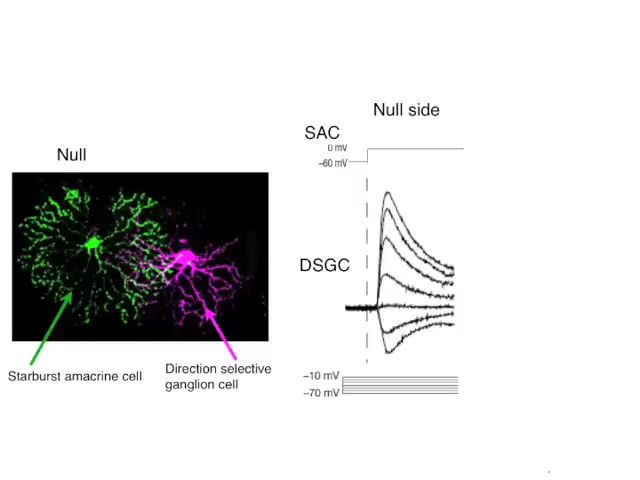 Null side
SAC
0 mV
–60 mV
Null
DSGC
Starburst amacrine cell
Direction selective
ganglion cell
–10 mV
–70 mV